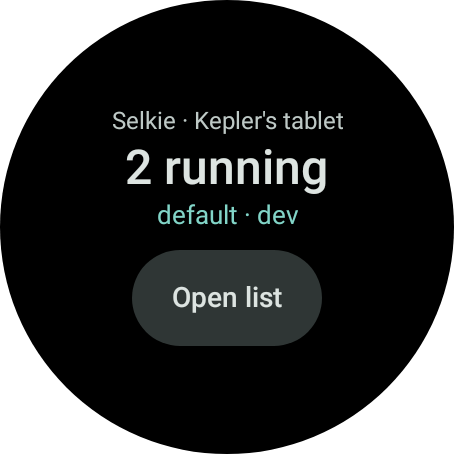 Selkie · Kepler's tablet
2 running
default · dev
Open list